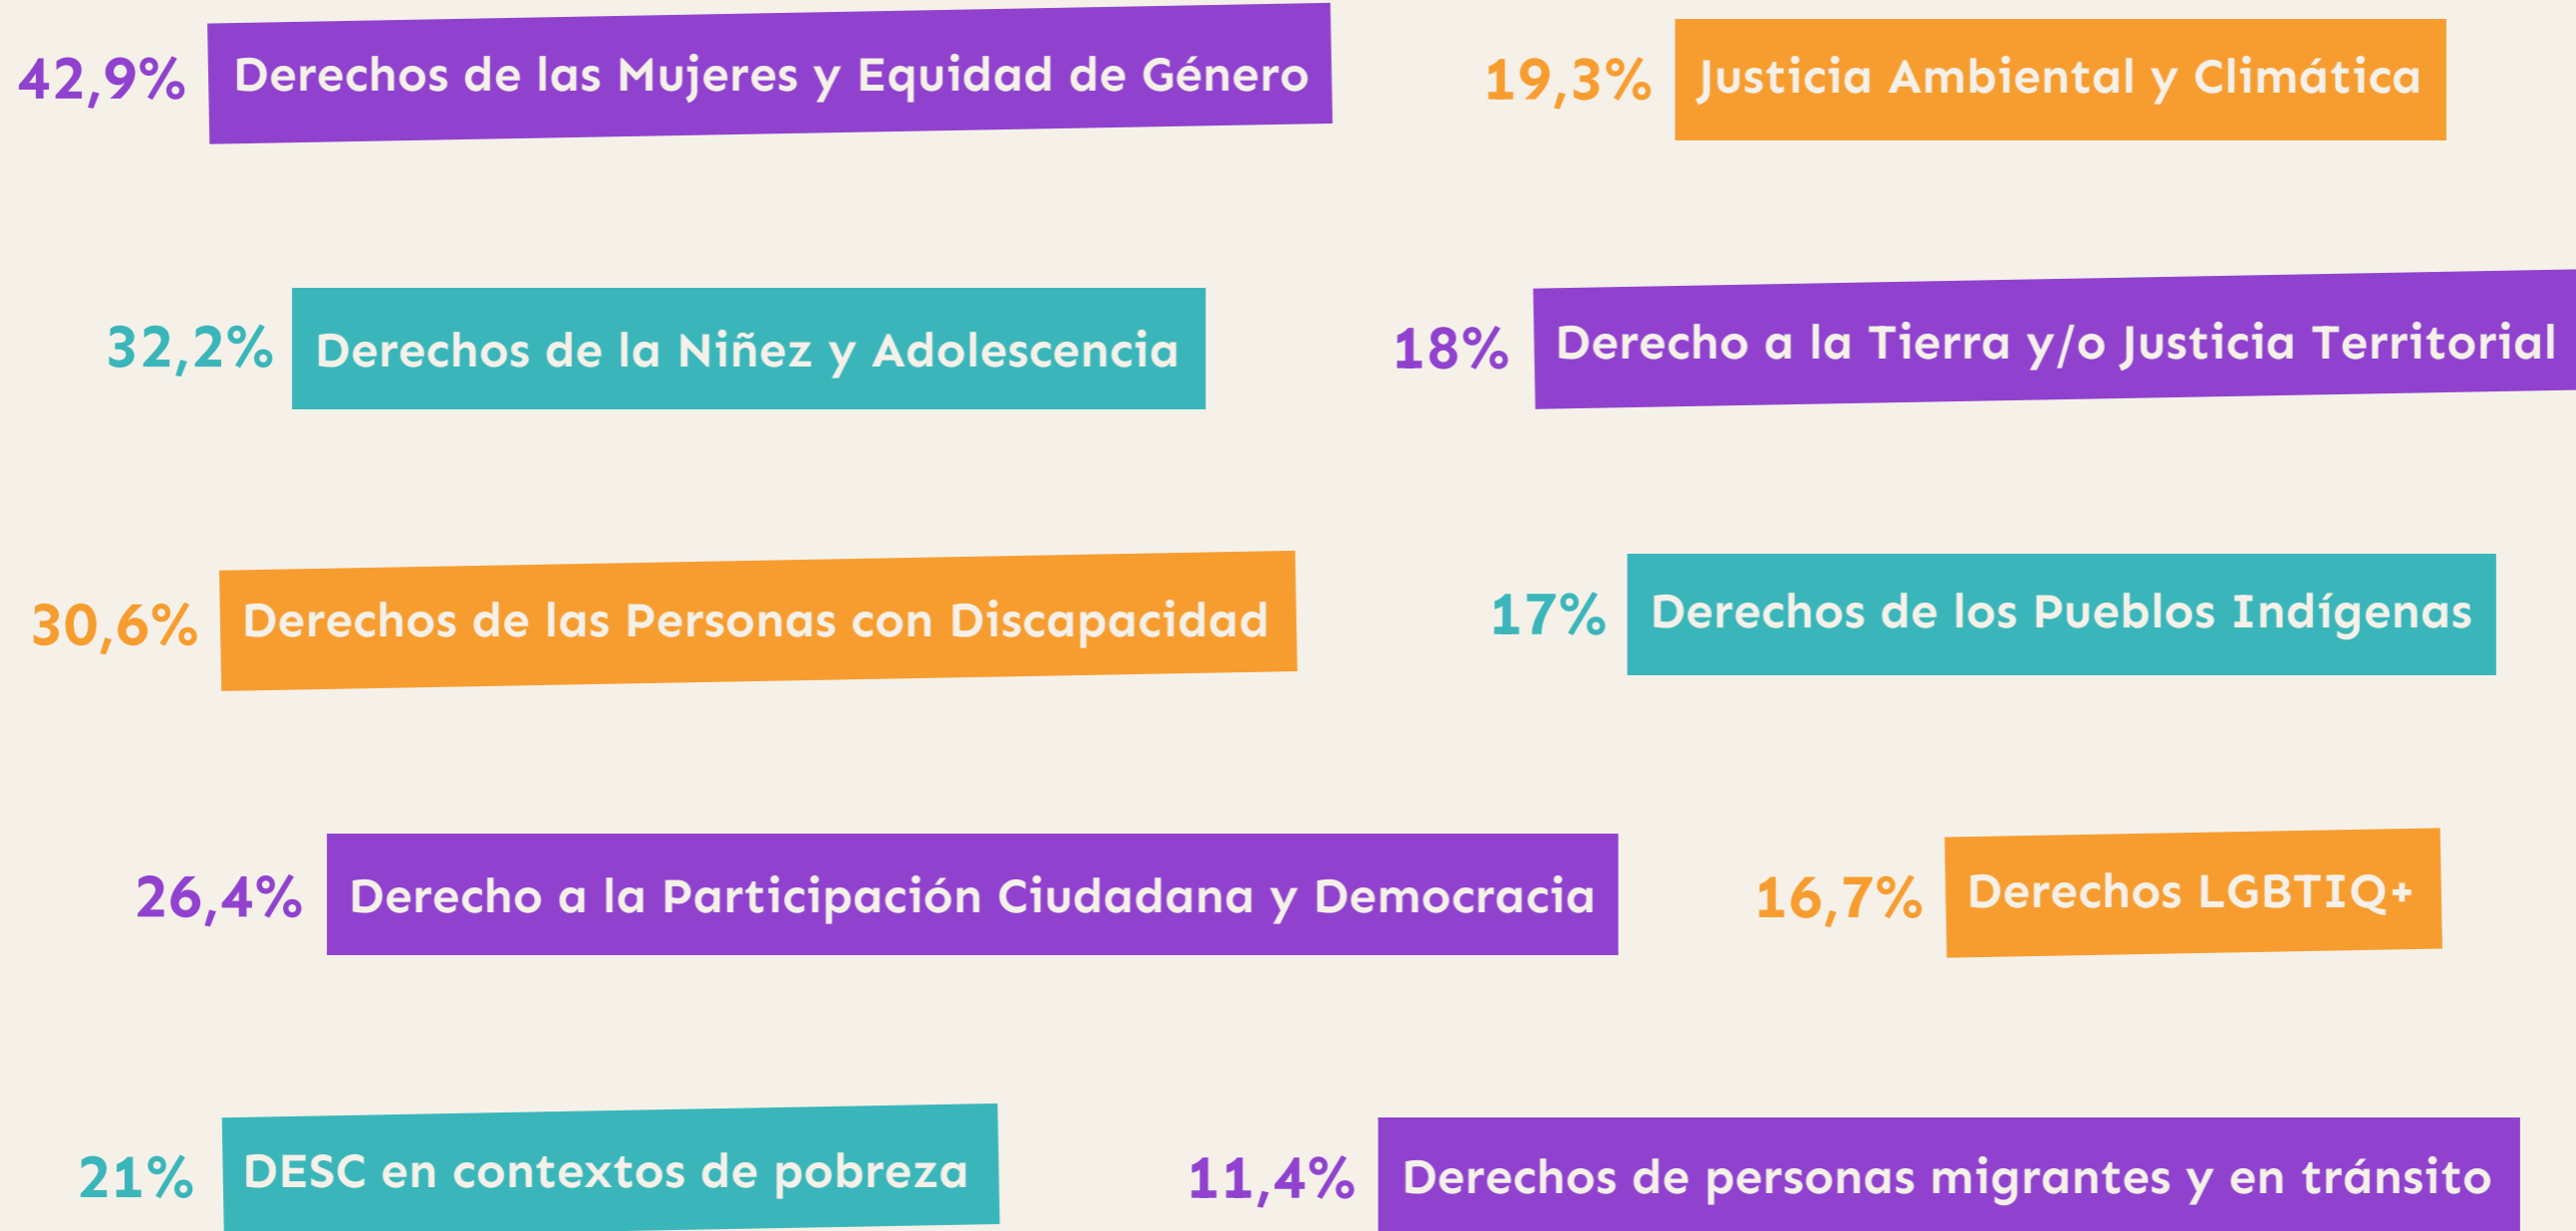 42,9% Derechos de las Mujeres y Equidad de Género
19,3% Justicia Ambiental y Climática
32,2% Derechos de la Niñez y Adolescencia
18% Derecho a la Tierra y/o Justicia Territorial
30,6% Derechos de las Personas con Discapacidad
17% Derechos de los Pueblos Indígenas
26,4% Derecho a la Participación Ciudadana y Democracia
16,7% Derechos LGBTIQ+
21% DESC en contextos de pobreza
11,4% Derechos de personas migrantes y en tránsito